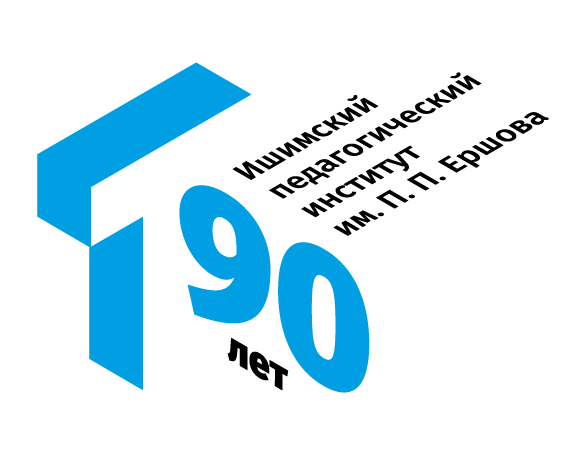 Ишимский
педагогический
институт
им. П. П. Ершова
90
лет